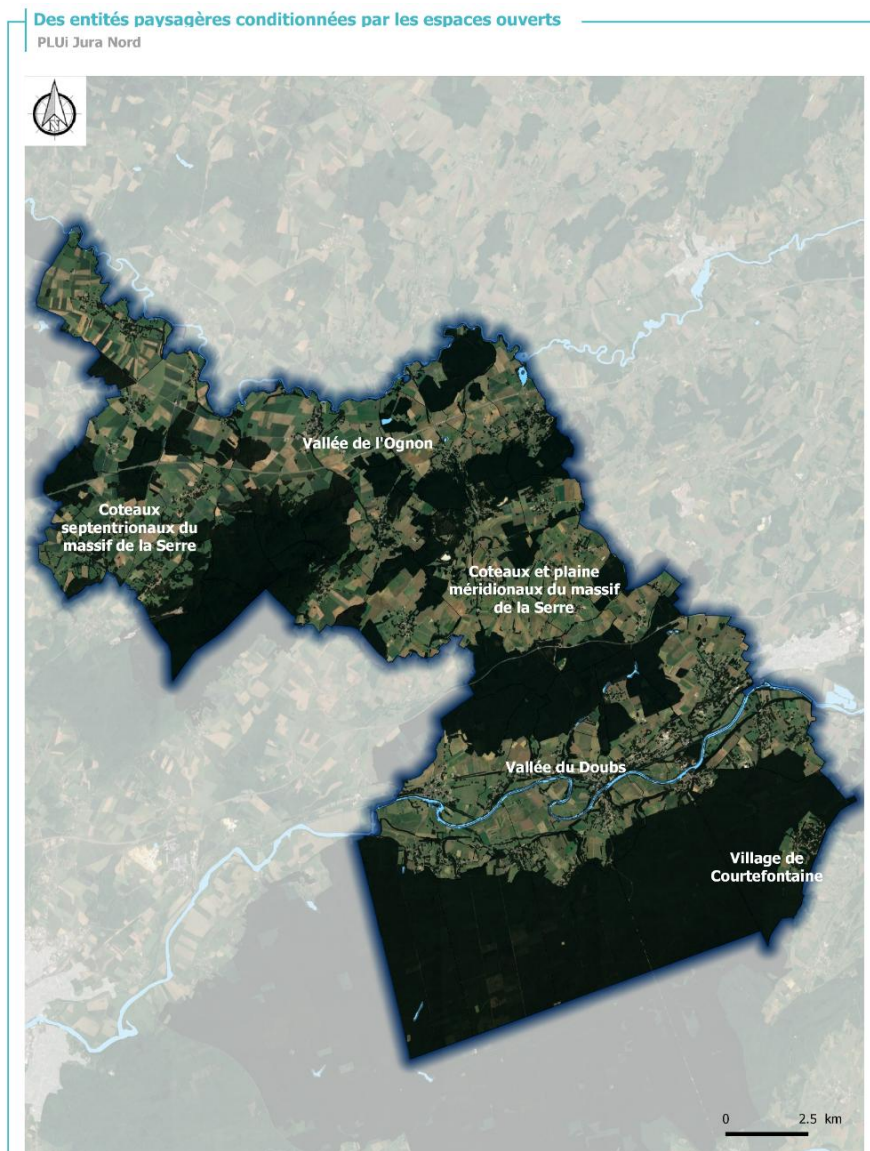 Des entités paysagères conditionnées par les espaces ouverts
PLUi Jura Nord
N
Vallée de l'Ognon
Coteaux
septentrionaux du
massif de la Serre
Coteaux et plaine
méridionaux du massif
de la Serre
Vallée du Doubs
Village de
Courtefontaine
0 2.5 km